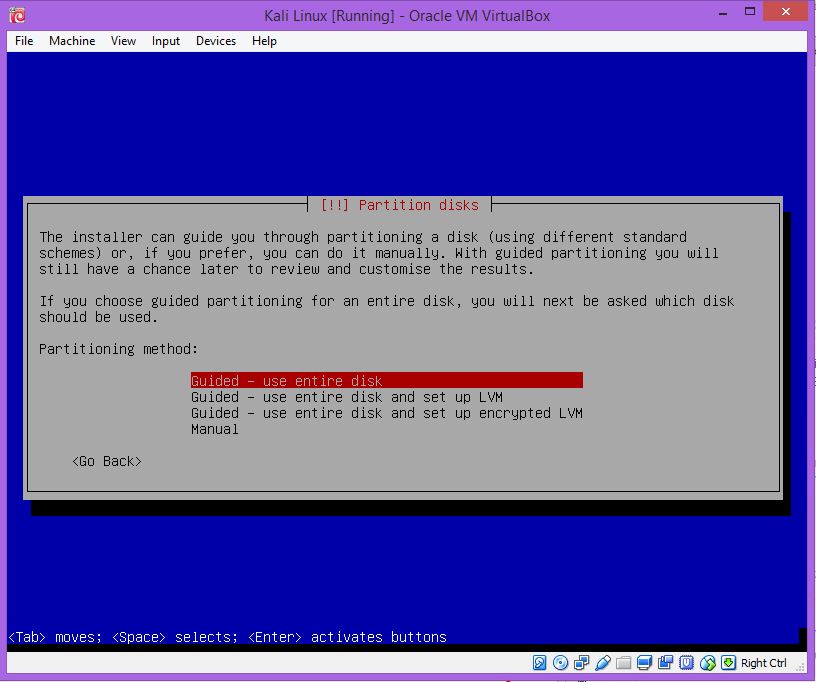 Kali Linux [Running] - Oracle VM VirtualBox
File Machine View Input Devices Help
[!!] Partition disks
The installer can guide you through partitioning a disk (using different standard
schemes) or, if you prefer, you can do it manually. With guided partitioning you will
still have a chance later to review and customise the results.
If you choose guided partitioning for an entire disk, you will next be asked which disk
should be used.
Partitioning method:
Guided - use entire disk
Guided - use entire disk and set up LVM
Guided - use entire disk and set up encrypted LVM
Manual
<Go Back>
<Tab> moves; <Space> selects; <Enter> activates buttons
Right Ctrl